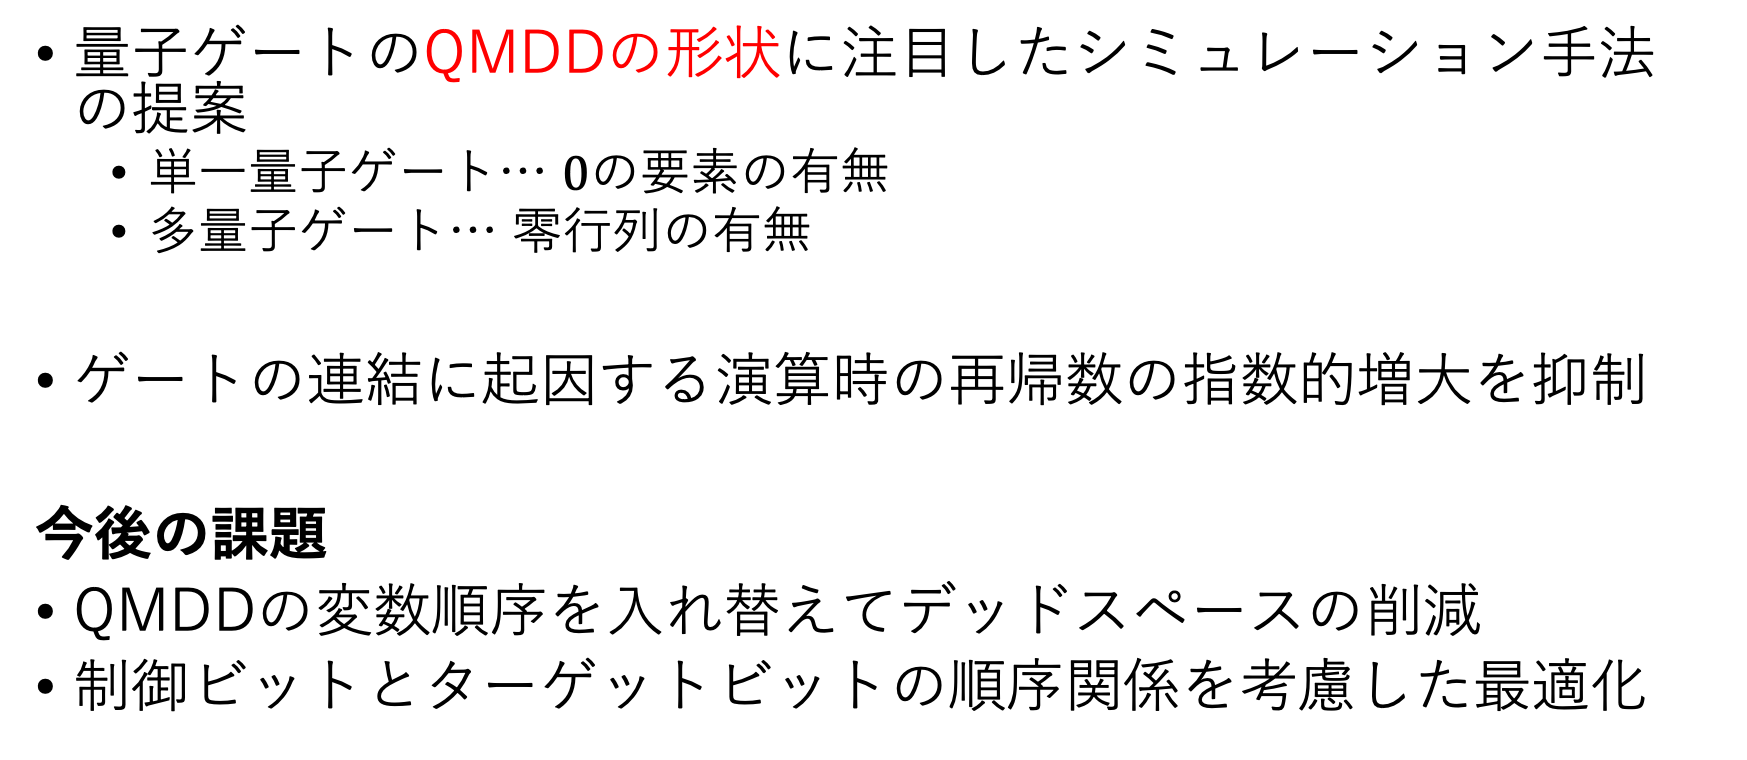 • 量子ゲートのQMDDの形状に注目したシミュレーション手法
の提案
• 単一量子ゲート… 0の要素の有無
• 多量子ゲート… 零行列の有無
• ゲートの連結に起因する演算時の再帰数の指数的増大を抑制
今後の課題
• QMDDの変数順序を入れ替えてデッドスペースの削減
• 制御ビットとターゲットビットの順序関係を考慮した最適化